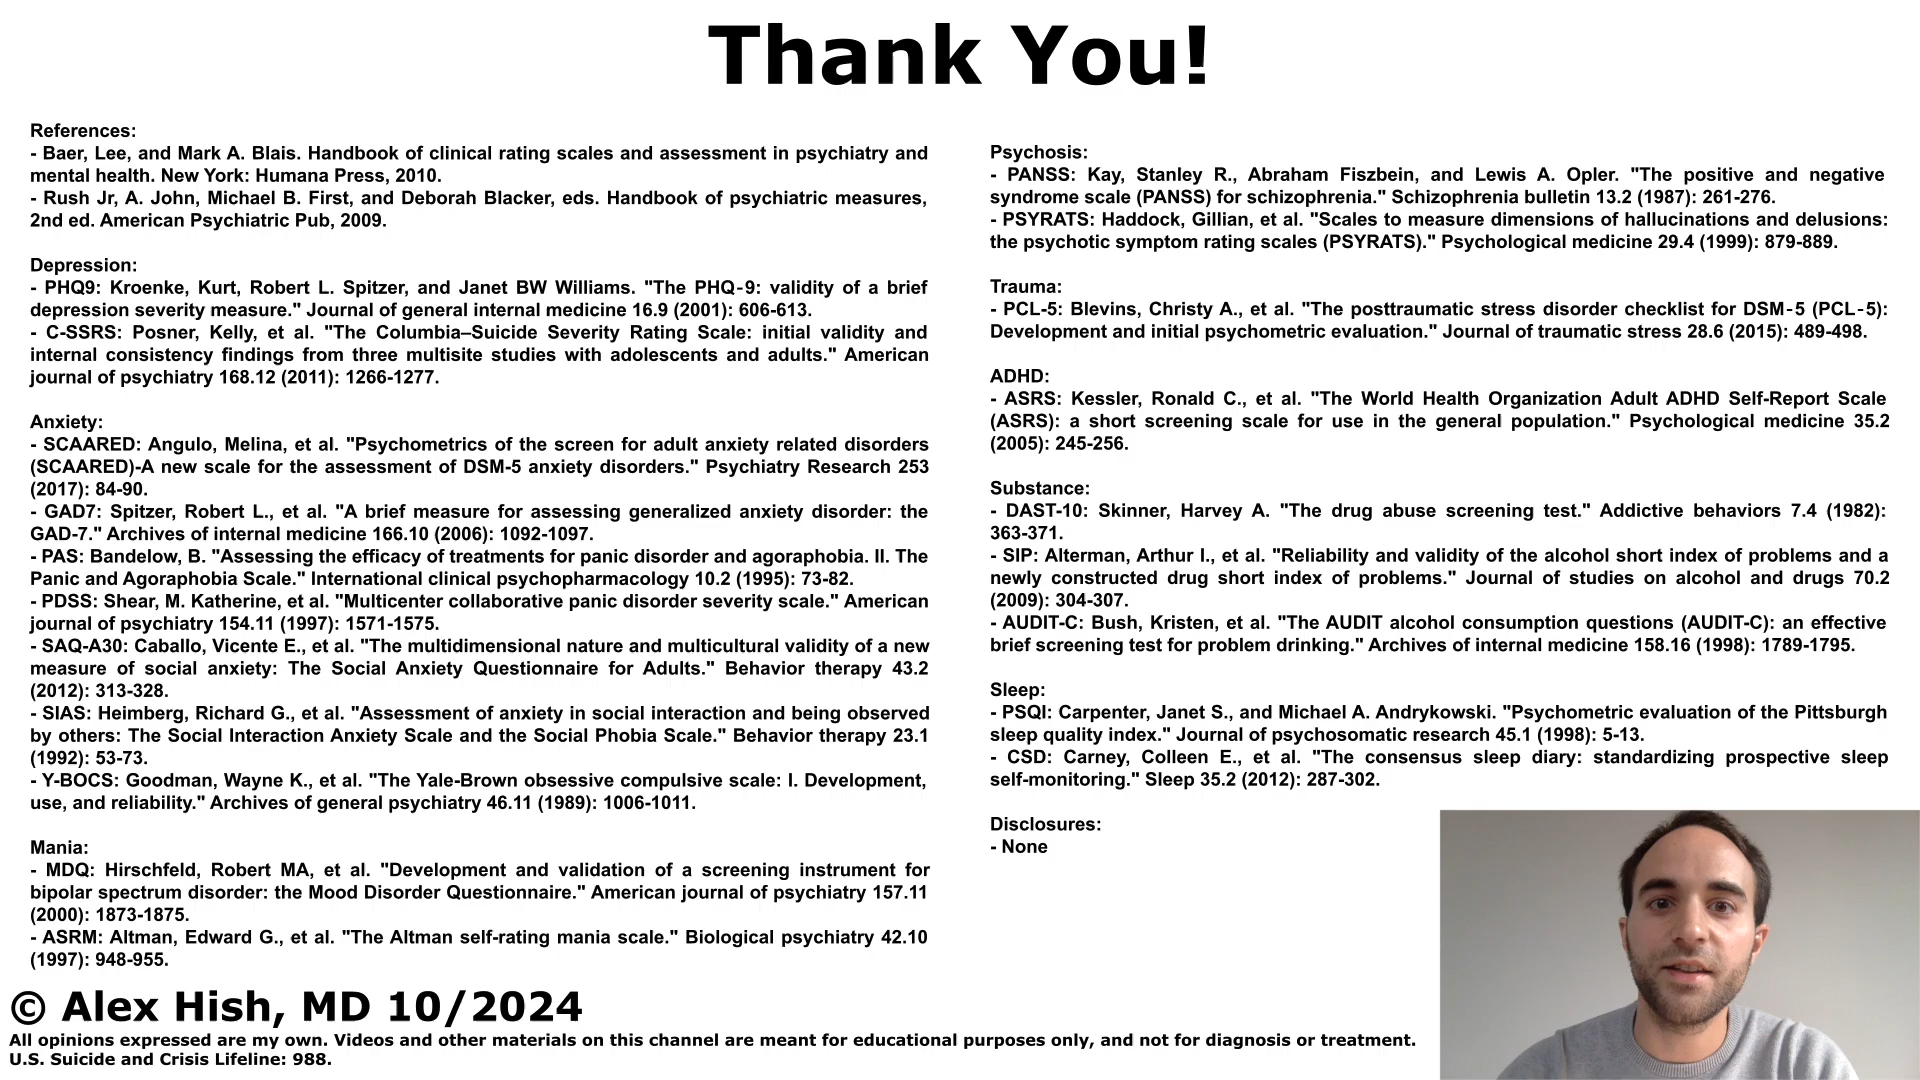 Thank You!
References:
- Baer, Lee, and Mark A. Blais. Handbook of clinical rating scales and assessment in psychiatry and
mental health. New York: Humana Press, 2010.
- Rush Jr, A. John, Michael B. First, and Deborah Blacker, eds. Handbook of psychiatric measures,
2nd ed. American Psychiatric Pub, 2009.
Depression:
- PHQ9: Kroenke, Kurt, Robert L. Spitzer, and Janet BW Williams. "The PHQ-9: validity of a brief
depression severity measure." Journal of general internal medicine 16.9 (2001): 606-613.
- C-SSRS: Posner, Kelly, et al. "The Columbia–Suicide Severity Rating Scale: initial validity and
internal consistency findings from three multisite studies with adolescents and adults." American
journal of psychiatry 168.12 (2011): 1266-1277.
Anxiety:
- SCAARED: Angulo, Melina, et al. "Psychometrics of the screen for adult anxiety related disorders
(SCAARED)-A new scale for the assessment of DSM-5 anxiety disorders." Psychiatry Research 253
(2017): 84-90.
- GAD7: Spitzer, Robert L., et al. "A brief measure for assessing generalized anxiety disorder: the
GAD-7." Archives of internal medicine 166.10 (2006): 1092-1097.
- PAS: Bandelow, B. "Assessing the efficacy of treatments for panic disorder and agoraphobia. II. The
Panic and Agoraphobia Scale." International clinical psychopharmacology 10.2 (1995): 73-82.
- PDSS: Shear, M. Katherine, et al. "Multicenter collaborative panic disorder severity scale." American
journal of psychiatry 154.11 (1997): 1571-1575.
- SAQ-A30: Caballo, Vicente E., et al. "The multidimensional nature and multicultural validity of a new
measure of social anxiety: The Social Anxiety Questionnaire for Adults." Behavior therapy 43.2
(2012): 313-328.
- SIAS: Heimberg, Richard G., et al. "Assessment of anxiety in social interaction and being observed
by others: The Social Interaction Anxiety Scale and the Social Phobia Scale." Behavior therapy 23.1
(1992): 53-73.
- Y-BOCS: Goodman, Wayne K., et al. "The Yale-Brown obsessive compulsive scale: I. Development,
use, and reliability." Archives of general psychiatry 46.11 (1989): 1006-1011.
Mania:
- MDQ: Hirschfeld, Robert MA, et al. "Development and validation of a screening instrument for
bipolar spectrum disorder: the Mood Disorder Questionnaire." American journal of psychiatry 157.11
(2000): 1873-1875.
- ASRM: Altman, Edward G., et al. "The Altman self-rating mania scale." Biological psychiatry 42.10
(1997): 948-955.
Psychosis:
- PANSS: Kay, Stanley R., Abraham Fiszbein, and Lewis A. Opler. "The positive and negative
syndrome scale (PANSS) for schizophrenia." Schizophrenia bulletin 13.2 (1987): 261-276.
- PSYRATS: Haddock, Gillian, et al. "Scales to measure dimensions of hallucinations and delusions:
the psychotic symptom rating scales (PSYRATS)." Psychological medicine 29.4 (1999): 879-889.
Trauma:
- PCL-5: Blevins, Christy A., et al. "The posttraumatic stress disorder checklist for DSM-5 (PCL-5):
Development and initial psychometric evaluation." Journal of traumatic stress 28.6 (2015): 489-498.
ADHD:
- ASRS: Kessler, Ronald C., et al. "The World Health Organization Adult ADHD Self-Report Scale
(ASRS): a short screening scale for use in the general population." Psychological medicine 35.2
(2005): 245-256.
Substance:
- DAST-10: Skinner, Harvey A. "The drug abuse screening test." Addictive behaviors 7.4 (1982):
363-371.
- SIP: Alterman, Arthur I., et al. "Reliability and validity of the alcohol short index of problems and a
newly constructed drug short index of problems." Journal of studies on alcohol and drugs 70.2
(2009): 304-307.
- AUDIT-C: Bush, Kristen, et al. "The AUDIT alcohol consumption questions (AUDIT-C): an effective
brief screening test for problem drinking." Archives of internal medicine 158.16 (1998): 1789-1795.
Sleep:
- PSQI: Carpenter, Janet S., and Michael A. Andrykowski. "Psychometric evaluation of the Pittsburgh
sleep quality index." Journal of psychosomatic research 45.1 (1998): 5-13.
- CSD: Carney, Colleen E., et al. "The consensus sleep diary: standardizing prospective sleep
self-monitoring." Sleep 35.2 (2012): 287-302.
Disclosures:
- None
© Alex Hish, MD 10/2024
All opinions expressed are my own. Videos and other materials on this channel are meant for educational purposes only, and not for diagnosis or treatment.
U.S. Suicide and Crisis Lifeline: 988.